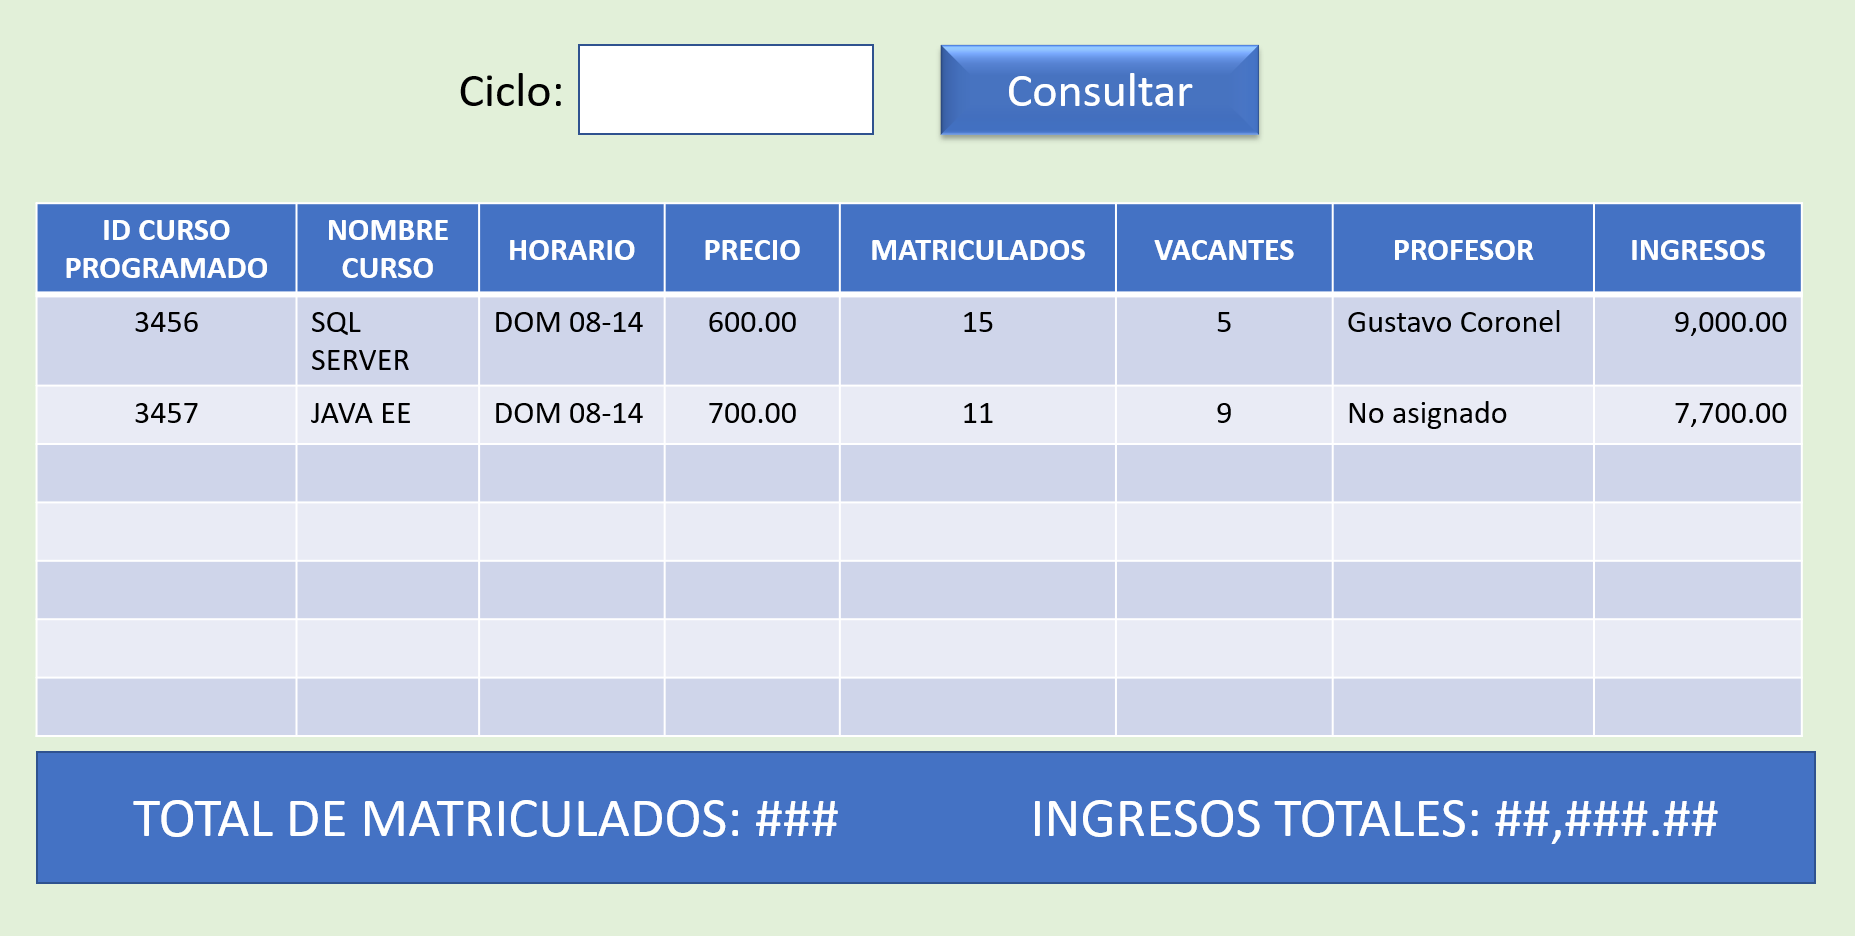 Ciclo: Consultar
ID CURSO PROGRAMADO NOMBRE CURSO HORARIO PRECIO MATRICULADOS VACANTES PROFESOR INGRESOS
3456 SQL SERVER DOM 08-14 600.00 15 5 Gustavo Coronel 9,000.00
3457 JAVA EE DOM 08-14 700.00 11 9 No asignado 7,700.00
TOTAL DE MATRICULADOS: ### INGRESOS TOTALES: ##,###.##